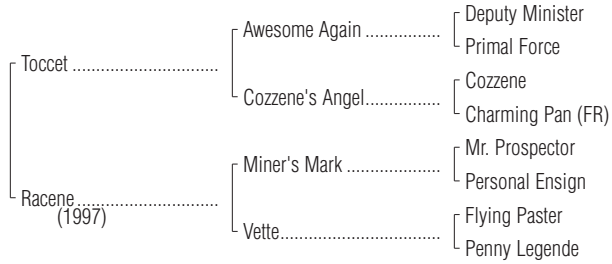 Deputy Minister
Awesome Again ................
Primal Force
Toccet ...............................
Cozzene
Cozzene's Angel................
Charming Pan (FR)
Mr. Prospector
Miner's Mark ....................
Personal Ensign
Racene ..............................
(1997)
Flying Paster
Vette..................................
Penny Legende